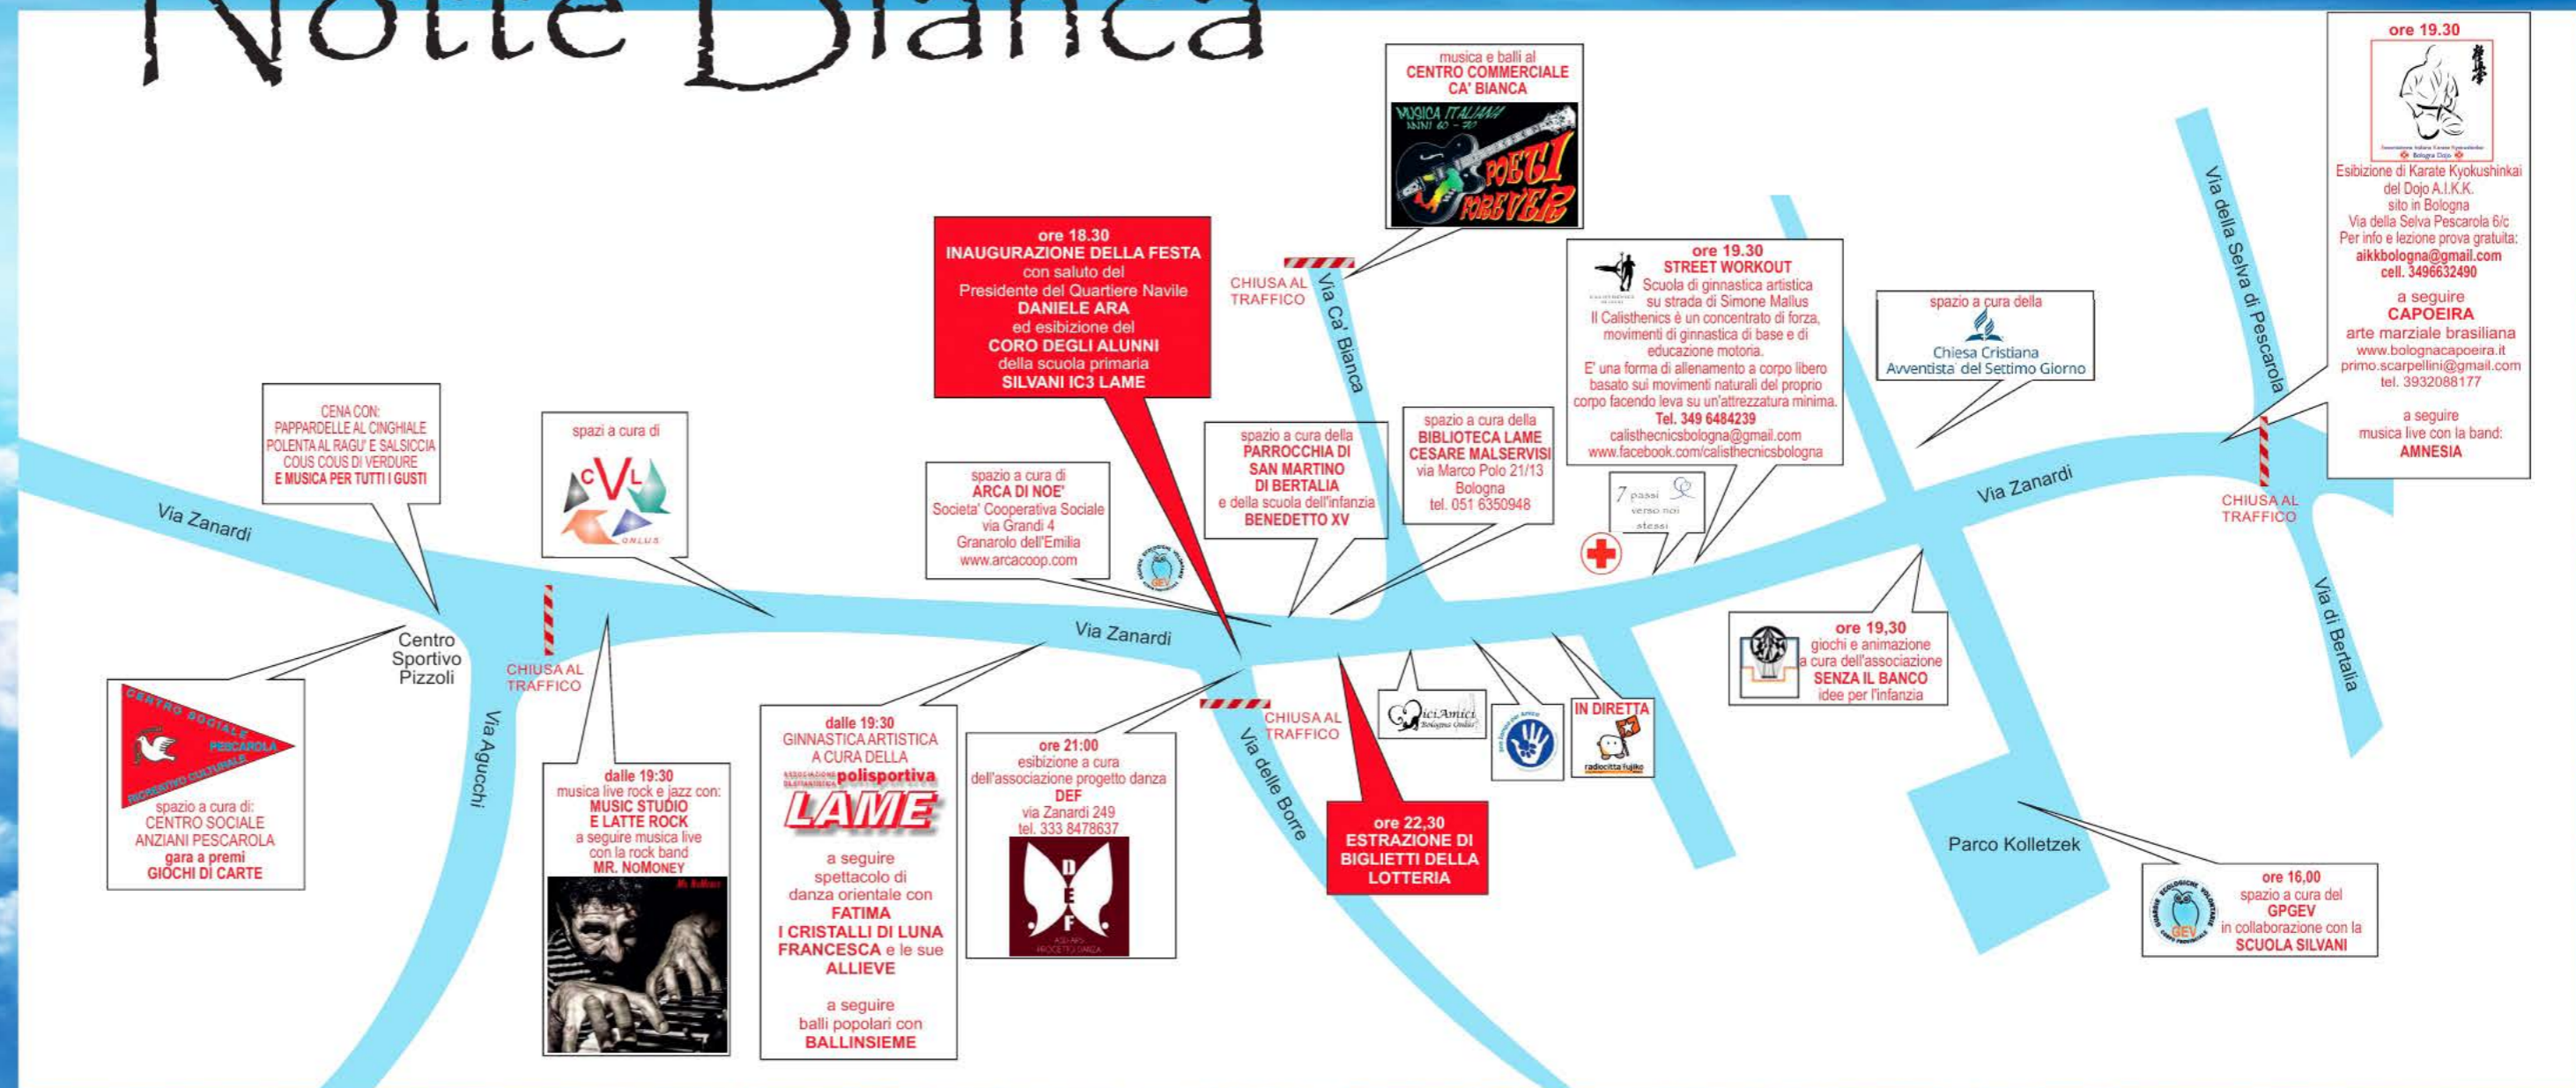 Notte Bianca
musica e balli al
CENTRO COMMERCIALE
CA' BIANCA
MUSICA ITALIANA
ANNI 60 - 70
POETI
FOREVER
ore 19.30
Bologna Dojo
Esibizione di Karate Kyokushinkai
del Dojo A.I.K.K.
sito in Bologna
Via della Selva Pescarola 6/c
Per info e lezione prova gratuita:
aikkbologna@gmail.com
cell. 3496632490
a seguire
CAPOEIRA
arte marziale brasiliana
www.bolognacapoeira.it
primo.scarpellini@gmail.com
tel. 3932088177
a seguire
musica live con la band:
AMNESIA
ore 18.30
INAUGURAZIONE DELLA FESTA
con saluto del
Presidente del Quartiere Navile
DANIELE ARA
ed esibizione del
CORO DEGLI ALUNNI
della scuola primaria
SILVANI IC3 LAME
CHIUSA AL
TRAFFICO
Via Ca' Bianca
ore 19.30
STREET WORKOUT
Scuola di ginnastica artistica
su strada di Simone Mallus
Il Calisthenics è un concentrato di forza,
movimenti di ginnastica di base e di
educazione motoria.
E' una forma di allenamento a corpo libero
basato sui movimenti naturali del proprio
corpo facendo leva su un'attrezzatura minima.
Tel. 349 6484239
calisthecnicsbologna@gmail.com
www.facebook.com/calisthecnicsbologna
spazio a cura della
Chiesa Cristiana
Avventista del Settimo Giorno
Via della Selva di Pescarola
CENA CON:
PAPPARDELLE AL CINGHIALE
POLENTA AL RAGU' E SALSICCIA
COUS COUS DI VERDURE
E MUSICA PER TUTTI I GUSTI
spazi a cura di
CVL
ONLUS
spazio a cura di
ARCA DI NOE'
Societa' Cooperativa Sociale
via Grandi 4
Granarolo dell'Emilia
www.arcacoop.com
GEV
spazio a cura della
PARROCCHIA DI
SAN MARTINO
DI BERTALIA
e della scuola dell'infanzia
BENEDETTO XV
spazio a cura della
BIBLIOTECA LAME
CESARE MALSERVISI
via Marco Polo 21/13
Bologna
tel. 051 6350948
7 passi
verso noi
stessi
Via Zanardi
Via Zanardi
Via Zanardi
CHIUSA AL
TRAFFICO
Centro
Sportivo
Pizzoli
CHIUSA AL
TRAFFICO
Via Agucchi
CHIUSA AL
TRAFFICO
Via delle Borre
Via di Bertalia
CENTRO SOCIALE
PESCAROLA
RICREATIVO CULTURALE
spazio a cura di:
CENTRO SOCIALE
ANZIANI PESCAROLA
gara a premi
GIOCHI DI CARTE
dalle 19:30
musica live rock e jazz con:
MUSIC STUDIO
E LATTE ROCK
a seguire musica live
con la rock band
MR. NOMONEY
Mr NoMoney
dalle 19:30
GINNASTICA ARTISTICA
A CURA DELLA
polisportiva
LAME
a seguire
spettacolo di
danza orientale con
FATIMA
I CRISTALLI DI LUNA
FRANCESCA e le sue
ALLIEVE
a seguire
balli popolari con
BALLINSIEME
ore 21:00
esibizione a cura
dell'associazione progetto danza
DEF
via Zanardi 249
tel. 333 8478637
DEF
PROGETTO DANZA
ore 22,30
ESTRAZIONE DI
BIGLIETTI DELLA
LOTTERIA
MiciAmici
Bologna Onlus
IN DIRETTA
radiocittà fujiko
ore 19,30
giochi e animazione
a cura dell'associazione
SENZA IL BANCO
idee per l'infanzia
Parco Kolletzek
ore 16,00
spazio a cura del
GPGEV
in collaborazione con la
SCUOLA SILVANI
GUARDIE ECOLOGICHE VOLONTARIE
GEV
CORPO PROVINCIALE